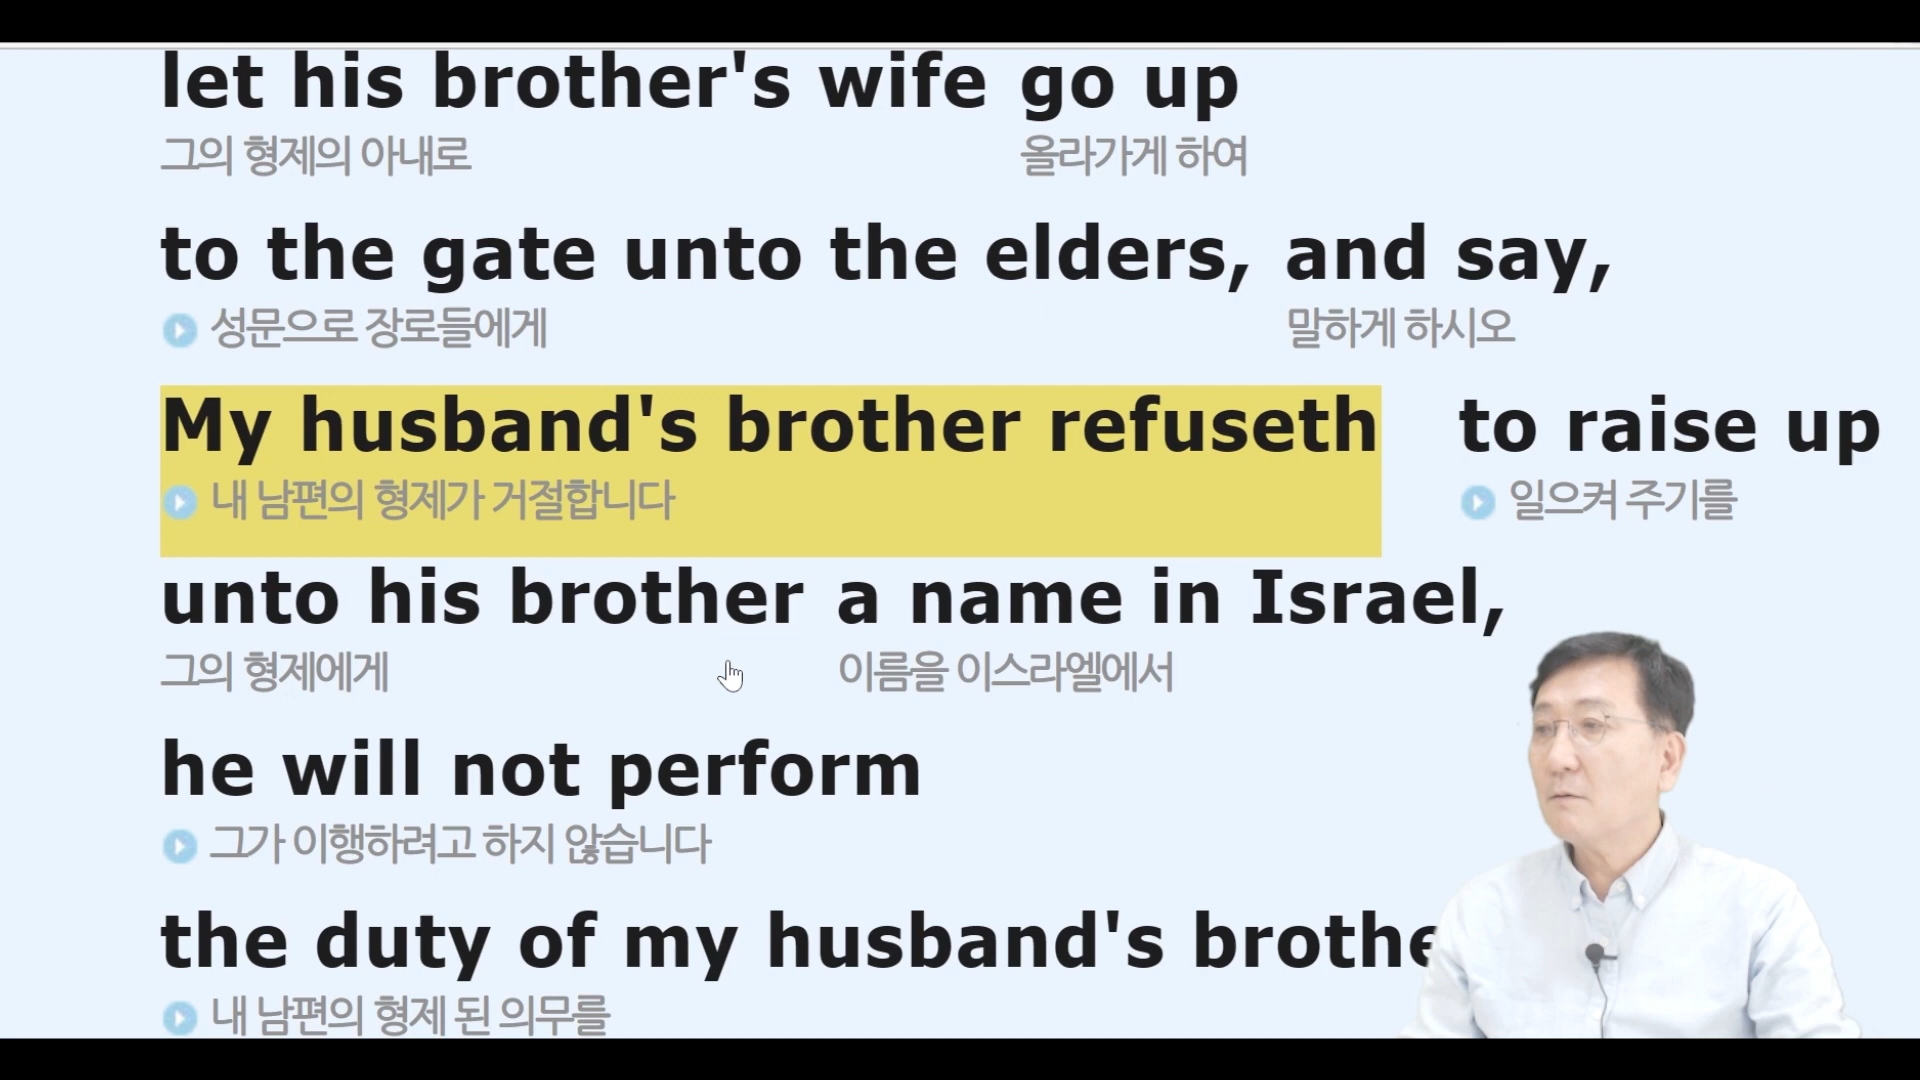 let his brother's wife go up
그의 형제의 아내로 올라가게 하여
to the gate unto the elders, and say,
성문으로 장로들에게 말하게 하시오
My husband's brother refuseth to raise up
내 남편의 형제가 거절합니다 일으켜 주기를
unto his brother a name in Israel,
그의 형제에게 이름을 이스라엘에서
he will not perform
그가 이행하려고 하지 않습니다
the duty of my husband's brothe
내 남편의 형제 된 의무를